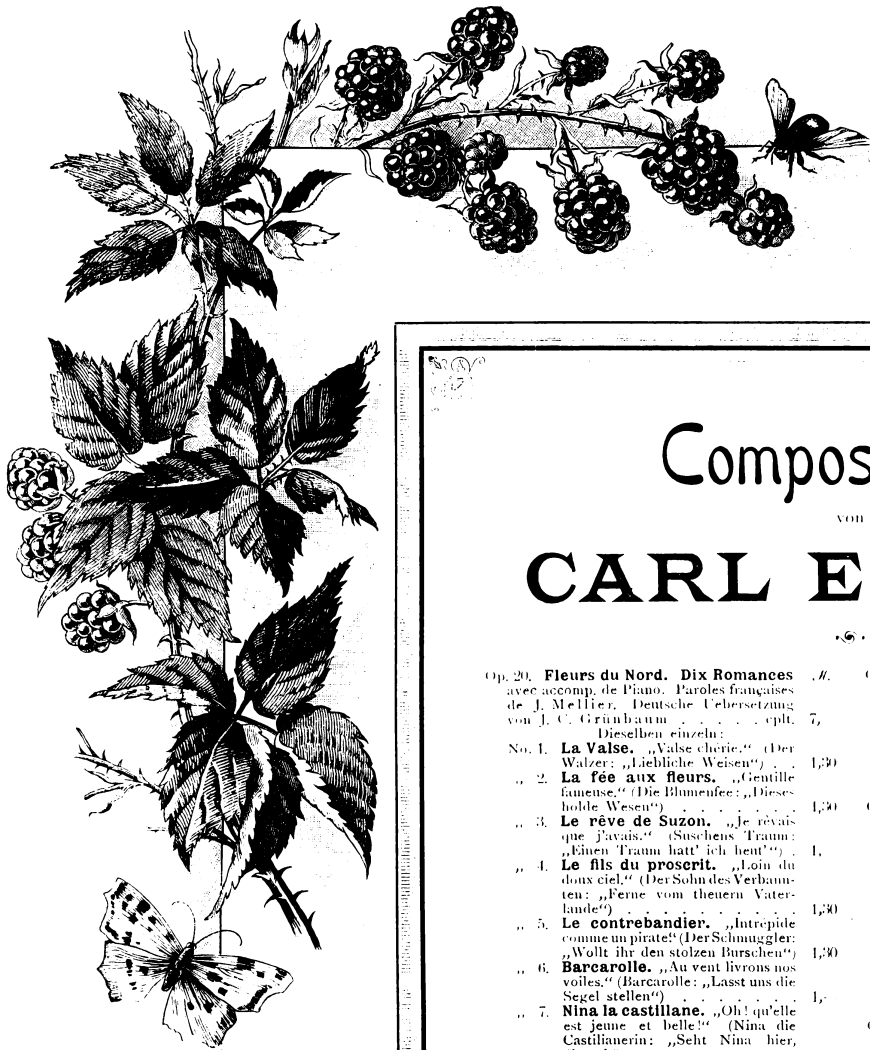 Compos
von
CARL E
Op. 20. Fleurs du Nord. Dix Romances M.
avec accomp. de Piano. Paroles françaises
de J. Mellier. Deutsche Uebersetzung
von J. C. Grünbaum . . . . . cplt. 7,
Dieselben einzeln:
No. 1. La Valse. „Valse chérie.“ (Der
Walzer: „Liebliche Weisen“) . . 1,30
„ 2. La fée aux fleurs. „Gentille
fameuse.“ (Die Blumenfee: „Dieses
holde Wesen“) . . . . . . . 1,30
„ 3. Le rêve de Suzon. „Je rêvais
que j'avais.“ (Suschens Traum:
„Einen Traum hatt' ich heut'“) . 1,
„ 4. Le fils du proscrit. „Loin du
doux ciel.“ (Der Sohn des Verbann-
ten: „Ferne vom theuern Vater-
lande“) . . . . . . . . . . 1,30
„ 5. Le contrebandier. „Intrépide
comme un pirate!“ (Der Schmuggler:
„Wollt ihr den stolzen Burschen“) 1,30
„ 6. Barcarolle. „Au vent livrons nos
voiles.“ (Barcarolle: „Lasst uns die
Segel stellen“) . . . . . . . 1,-
„ 7. Nina la castillane. „Oh! qu'elle
est jeune et belle!“ (Nina die
Castilianerin: „Seht Nina hier,